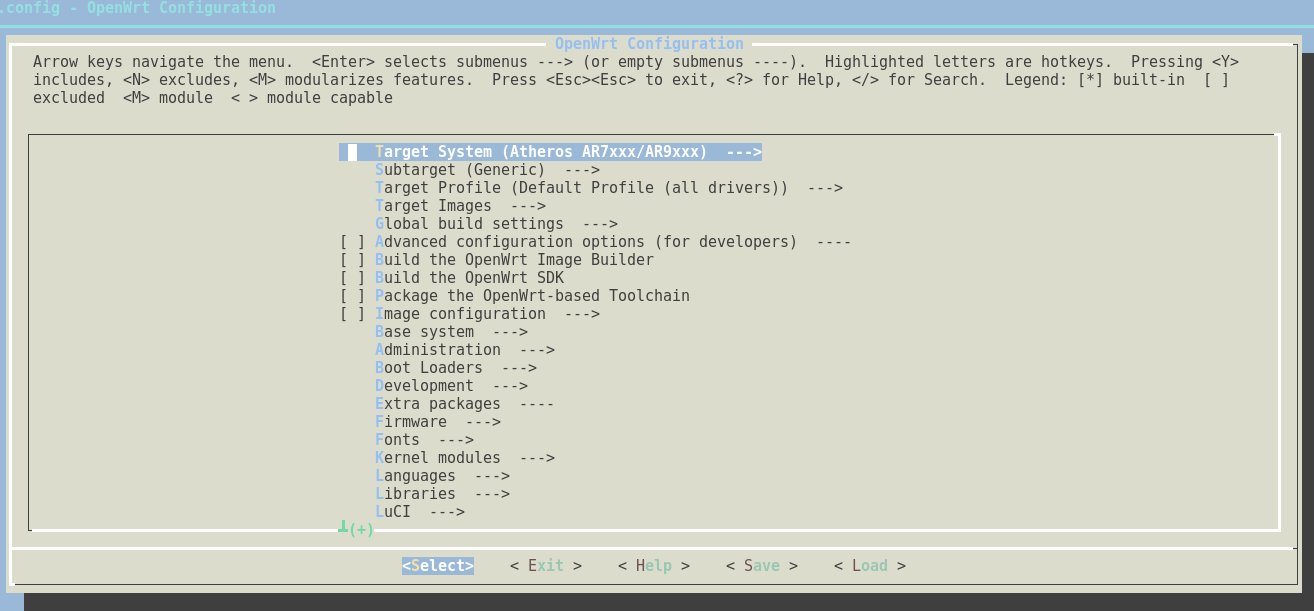 .config - OpenWrt Configuration
OpenWrt Configuration
Arrow keys navigate the menu.  <Enter> selects submenus ---> (or empty submenus ----).  Highlighted letters are hotkeys.  Pressing <Y>
includes, <N> excludes, <M> modularizes features.  Press <Esc><Esc> to exit, <?> for Help, </> for Search.  Legend: [*] built-in  [ ]
excluded  <M> module  < > module capable
Target System (Atheros AR7xxx/AR9xxx)  --->
Subtarget (Generic)  --->
Target Profile (Default Profile (all drivers))  --->
Target Images  --->
Global build settings  --->
[ ] Advanced configuration options (for developers)  ----
[ ] Build the OpenWrt Image Builder
[ ] Build the OpenWrt SDK
[ ] Package the OpenWrt-based Toolchain
[ ] Image configuration  --->
Base system  --->
Administration  --->
Boot Loaders  --->
Development  --->
Extra packages  ----
Firmware  --->
Fonts  --->
Kernel modules  --->
Languages  --->
Libraries  --->
LuCI  --->
(+)
<Select>    < Exit >    < Help >    < Save >    < Load >